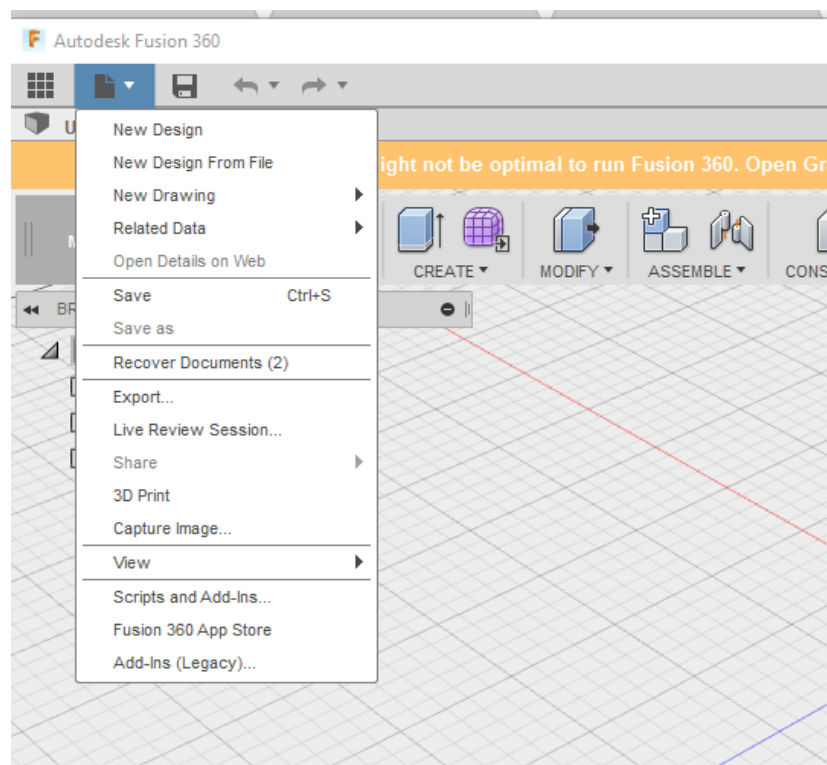 Autodesk Fusion 360
U
New Design
New Design From File
ight not be optimal to run Fusion 360. Open Gr
New Drawing
Related Data
Open Details on Web
M
CREATE
MODIFY
ASSEMBLE
CONS
Save Ctrl+S
BR
Save as
Recover Documents (2)
Export...
Live Review Session...
Share
3D Print
Capture Image...
View
Scripts and Add-Ins...
Fusion 360 App Store
Add-Ins (Legacy)...